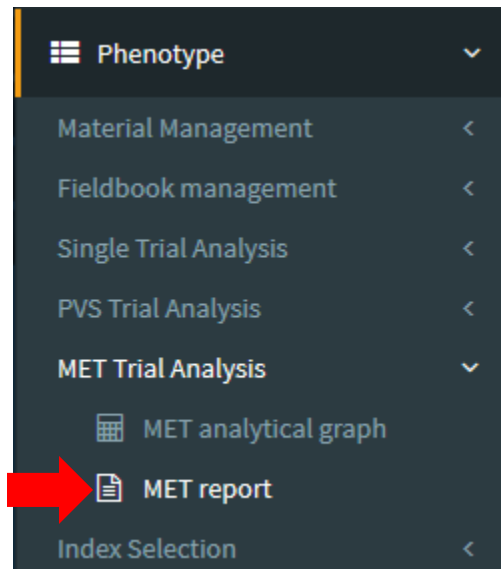 Phenotype
Material Management
Fieldbook management
Single Trial Analysis
PVS Trial Analysis
MET Trial Analysis
MET analytical graph
MET report
Index Selection